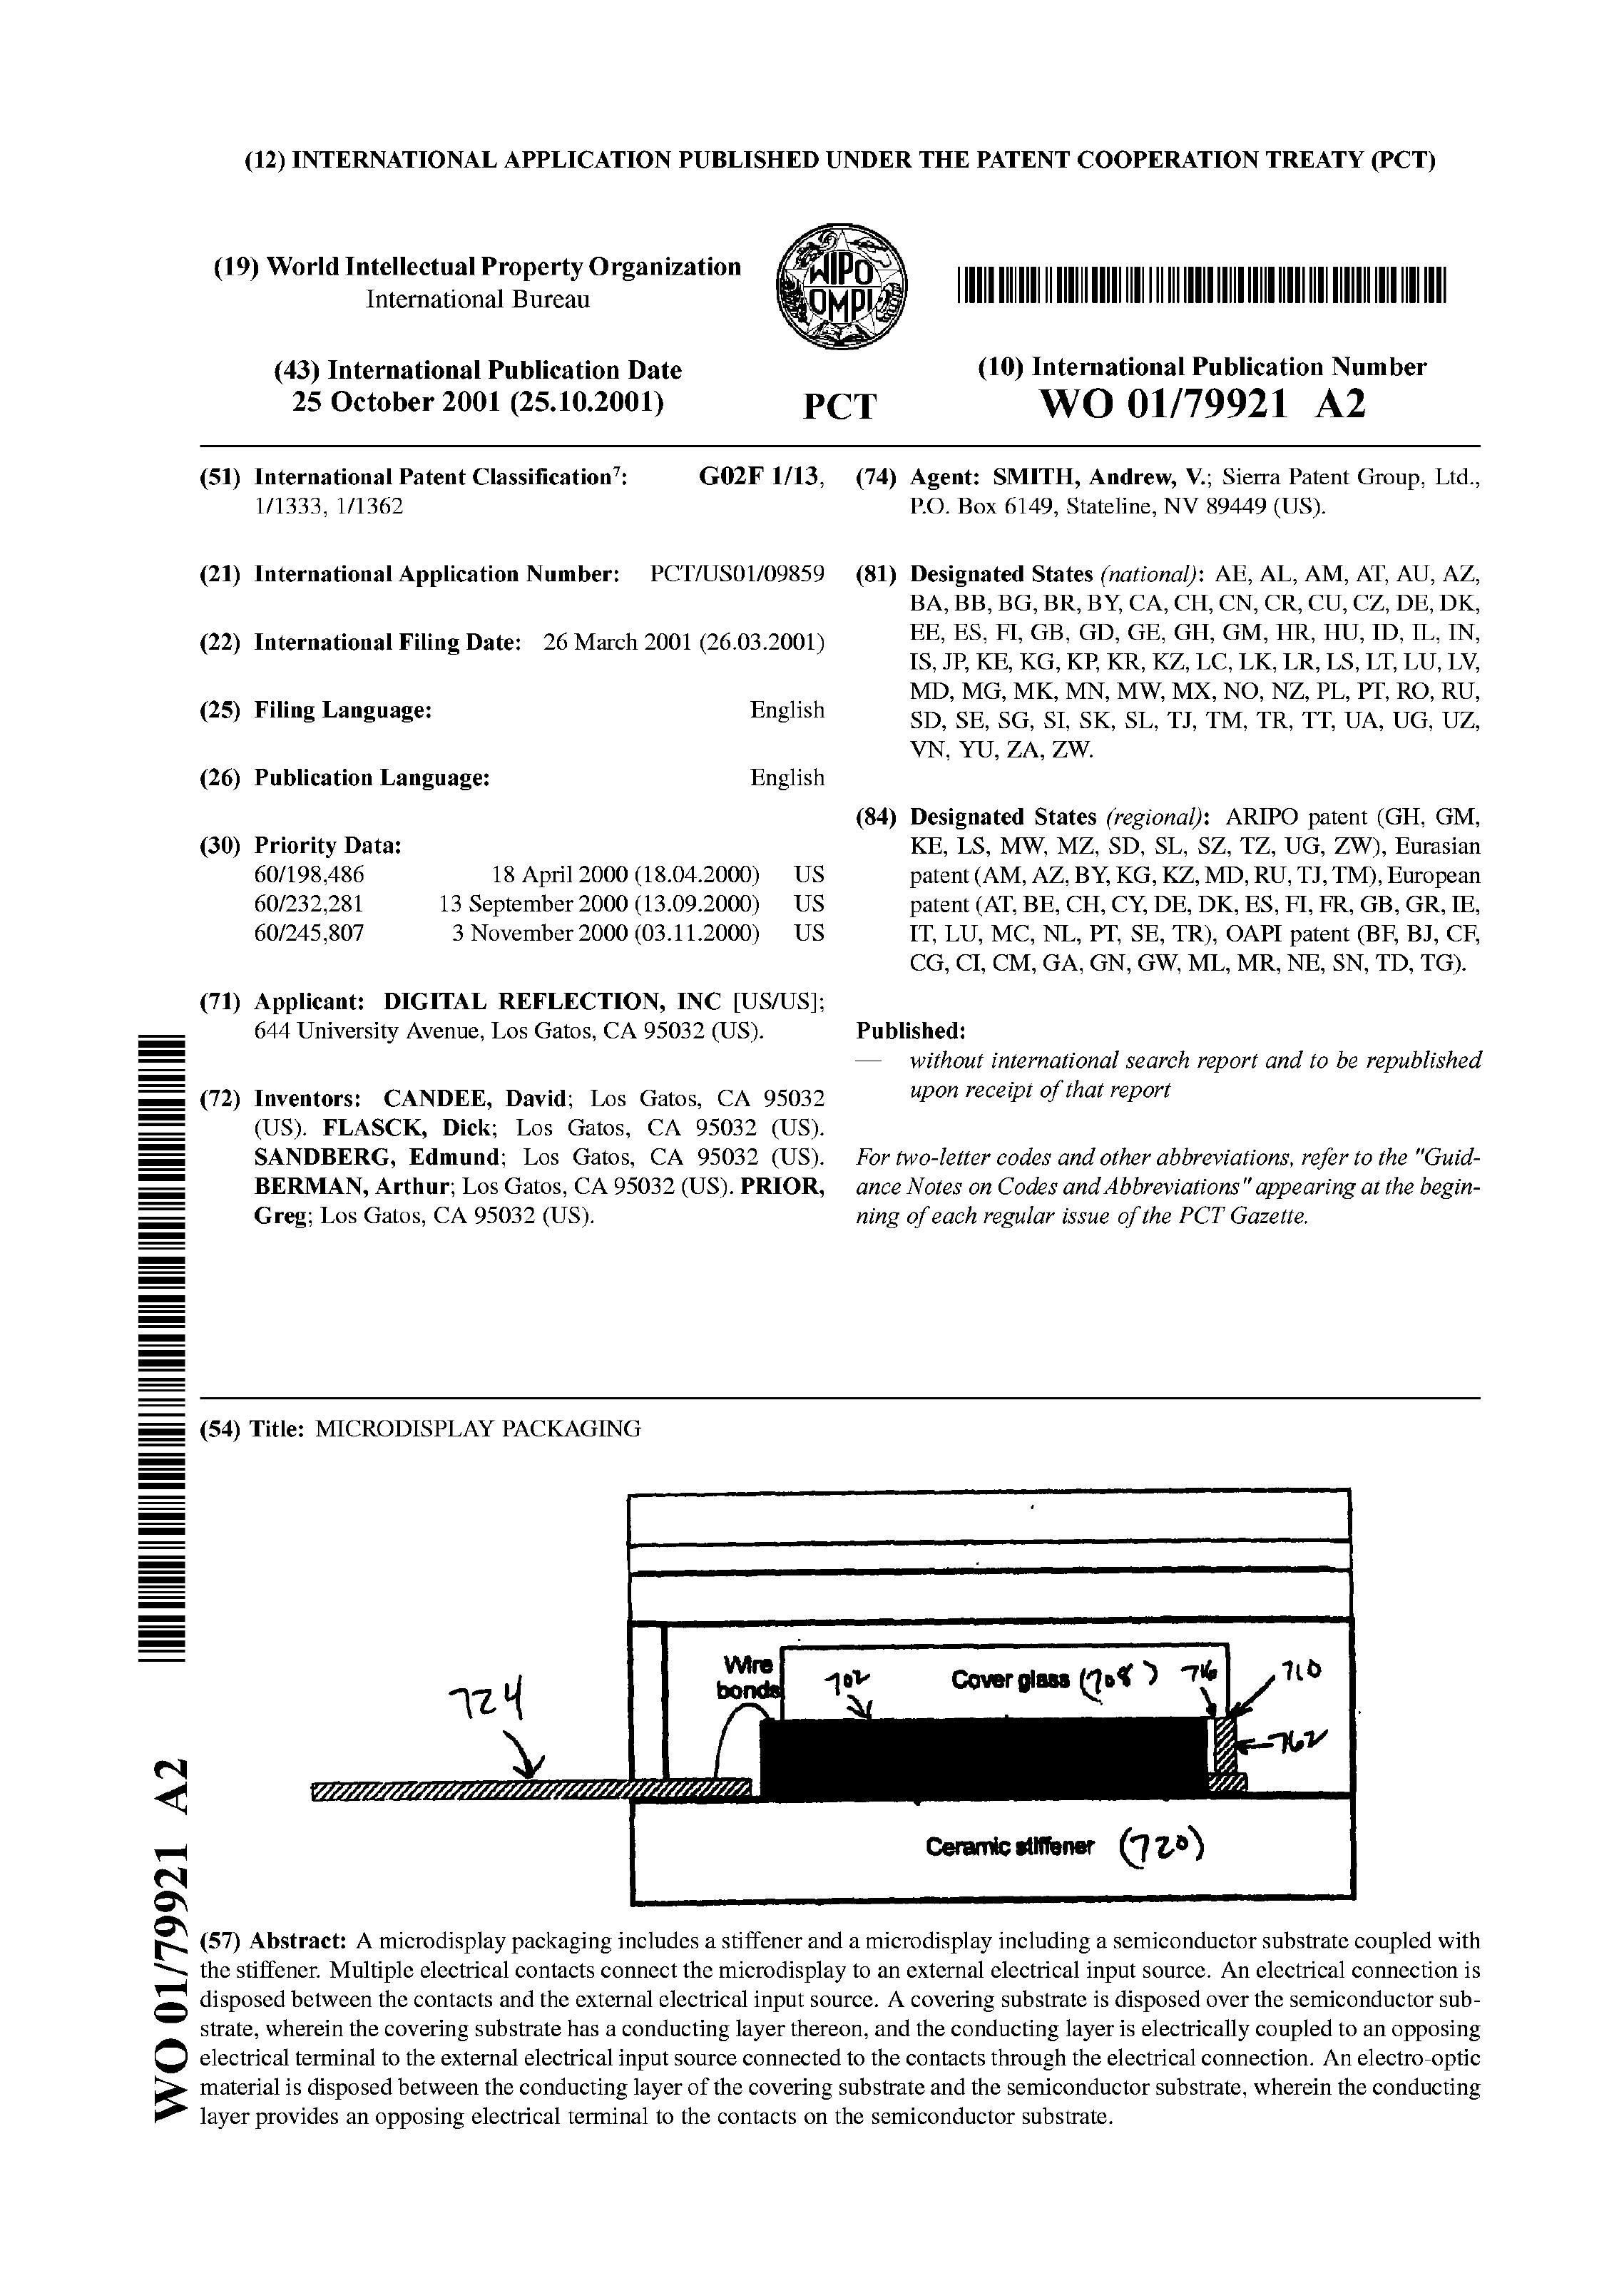 (12) INTERNATIONAL APPLICATION PUBLISHED UNDER THE PATENT COOPERATION TREATY (PCT)
(19) World Intellectual Property Organization
International Bureau
WIPO
OMPI
(43) International Publication Date
25 October 2001 (25.10.2001)
PCT
(10) International Publication Number
WO 01/79921 A2
(51) International Patent Classification7: G02F 1/13,
1/1333, 1/1362
(21) International Application Number: PCT/US01/09859
(22) International Filing Date: 26 March 2001 (26.03.2001)
(25) Filing Language: English
(26) Publication Language: English
(30) Priority Data:
60/198,486 18 April 2000 (18.04.2000) US
60/232,281 13 September 2000 (13.09.2000) US
60/245,807 3 November 2000 (03.11.2000) US
(71) Applicant: DIGITAL REFLECTION, INC [US/US];
644 University Avenue, Los Gatos, CA 95032 (US).
(72) Inventors: CANDEE, David; Los Gatos, CA 95032
(US). FLASCK, Dick; Los Gatos, CA 95032 (US).
SANDBERG, Edmund; Los Gatos, CA 95032 (US).
BERMAN, Arthur; Los Gatos, CA 95032 (US). PRIOR,
Greg; Los Gatos, CA 95032 (US).
(74) Agent: SMITH, Andrew, V.; Sierra Patent Group, Ltd.,
P.O. Box 6149, Stateline, NV 89449 (US).
(81) Designated States (national): AE, AL, AM, AT, AU, AZ,
BA, BB, BG, BR, BY, CA, CH, CN, CR, CU, CZ, DE, DK,
EE, ES, FI, GB, GD, GE, GH, GM, HR, HU, ID, IL, IN,
IS, JP, KE, KG, KP, KR, KZ, LC, LK, LR, LS, LT, LU, LV,
MD, MG, MK, MN, MW, MX, NO, NZ, PL, PT, RO, RU,
SD, SE, SG, SI, SK, SL, TJ, TM, TR, TT, UA, UG, UZ,
VN, YU, ZA, ZW.
(84) Designated States (regional): ARIPO patent (GH, GM,
KE, LS, MW, MZ, SD, SL, SZ, TZ, UG, ZW), Eurasian
patent (AM, AZ, BY, KG, KZ, MD, RU, TJ, TM), European
patent (AT, BE, CH, CY, DE, DK, ES, FI, FR, GB, GR, IE,
IT, LU, MC, NL, PT, SE, TR), OAPI patent (BF, BJ, CF,
CG, CI, CM, GA, GN, GW, ML, MR, NE, SN, TD, TG).
Published:
— without international search report and to be republished
upon receipt of that report
For two-letter codes and other abbreviations, refer to the "Guid-
ance Notes on Codes and Abbreviations" appearing at the begin-
ning of each regular issue of the PCT Gazette.
(54) Title: MICRODISPLAY PACKAGING
724
Wire
bonds
702
Cover glass (708)
716
710
762
Ceramic stiffener (720)
WO 01/79921 A2
(57) Abstract: A microdisplay packaging includes a stiffener and a microdisplay including a semiconductor substrate coupled with
the stiffener. Multiple electrical contacts connect the microdisplay to an external electrical input source. An electrical connection is
disposed between the contacts and the external electrical input source. A covering substrate is disposed over the semiconductor sub-
strate, wherein the covering substrate has a conducting layer thereon, and the conducting layer is electrically coupled to an opposing
electrical terminal to the external electrical input source connected to the contacts through the electrical connection. An electro-optic
material is disposed between the conducting layer of the covering substrate and the semiconductor substrate, wherein the conducting
layer provides an opposing electrical terminal to the contacts on the semiconductor substrate.